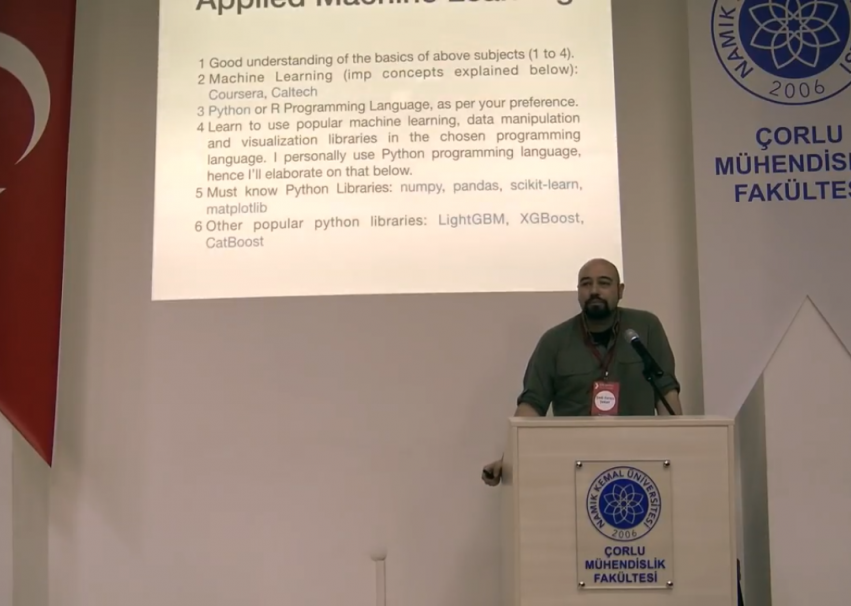 Applied Machine Learning
1 Good understanding of the basics of above subjects (1 to 4).
2 Machine Learning (imp concepts explained below):
Coursera, Caltech
3 Python or R Programming Language, as per your preference.
4 Learn to use popular machine learning, data manipulation
and visualization libraries in the chosen programming
language. I personally use Python programming language,
hence I'll elaborate on that below.
5 Must know Python Libraries: numpy, pandas, scikit-learn,
matplotlib
6 Other popular python libraries: LightGBM, XGBoost,
CatBoost
NAMIK
2006
ÇORLU
MÜHENDİSL
FAKÜLTES
NAMIK KEMAL ÜNİVERSİTESİ
2006
ÇORLU
MÜHENDİSLİK
FAKÜLTESİ